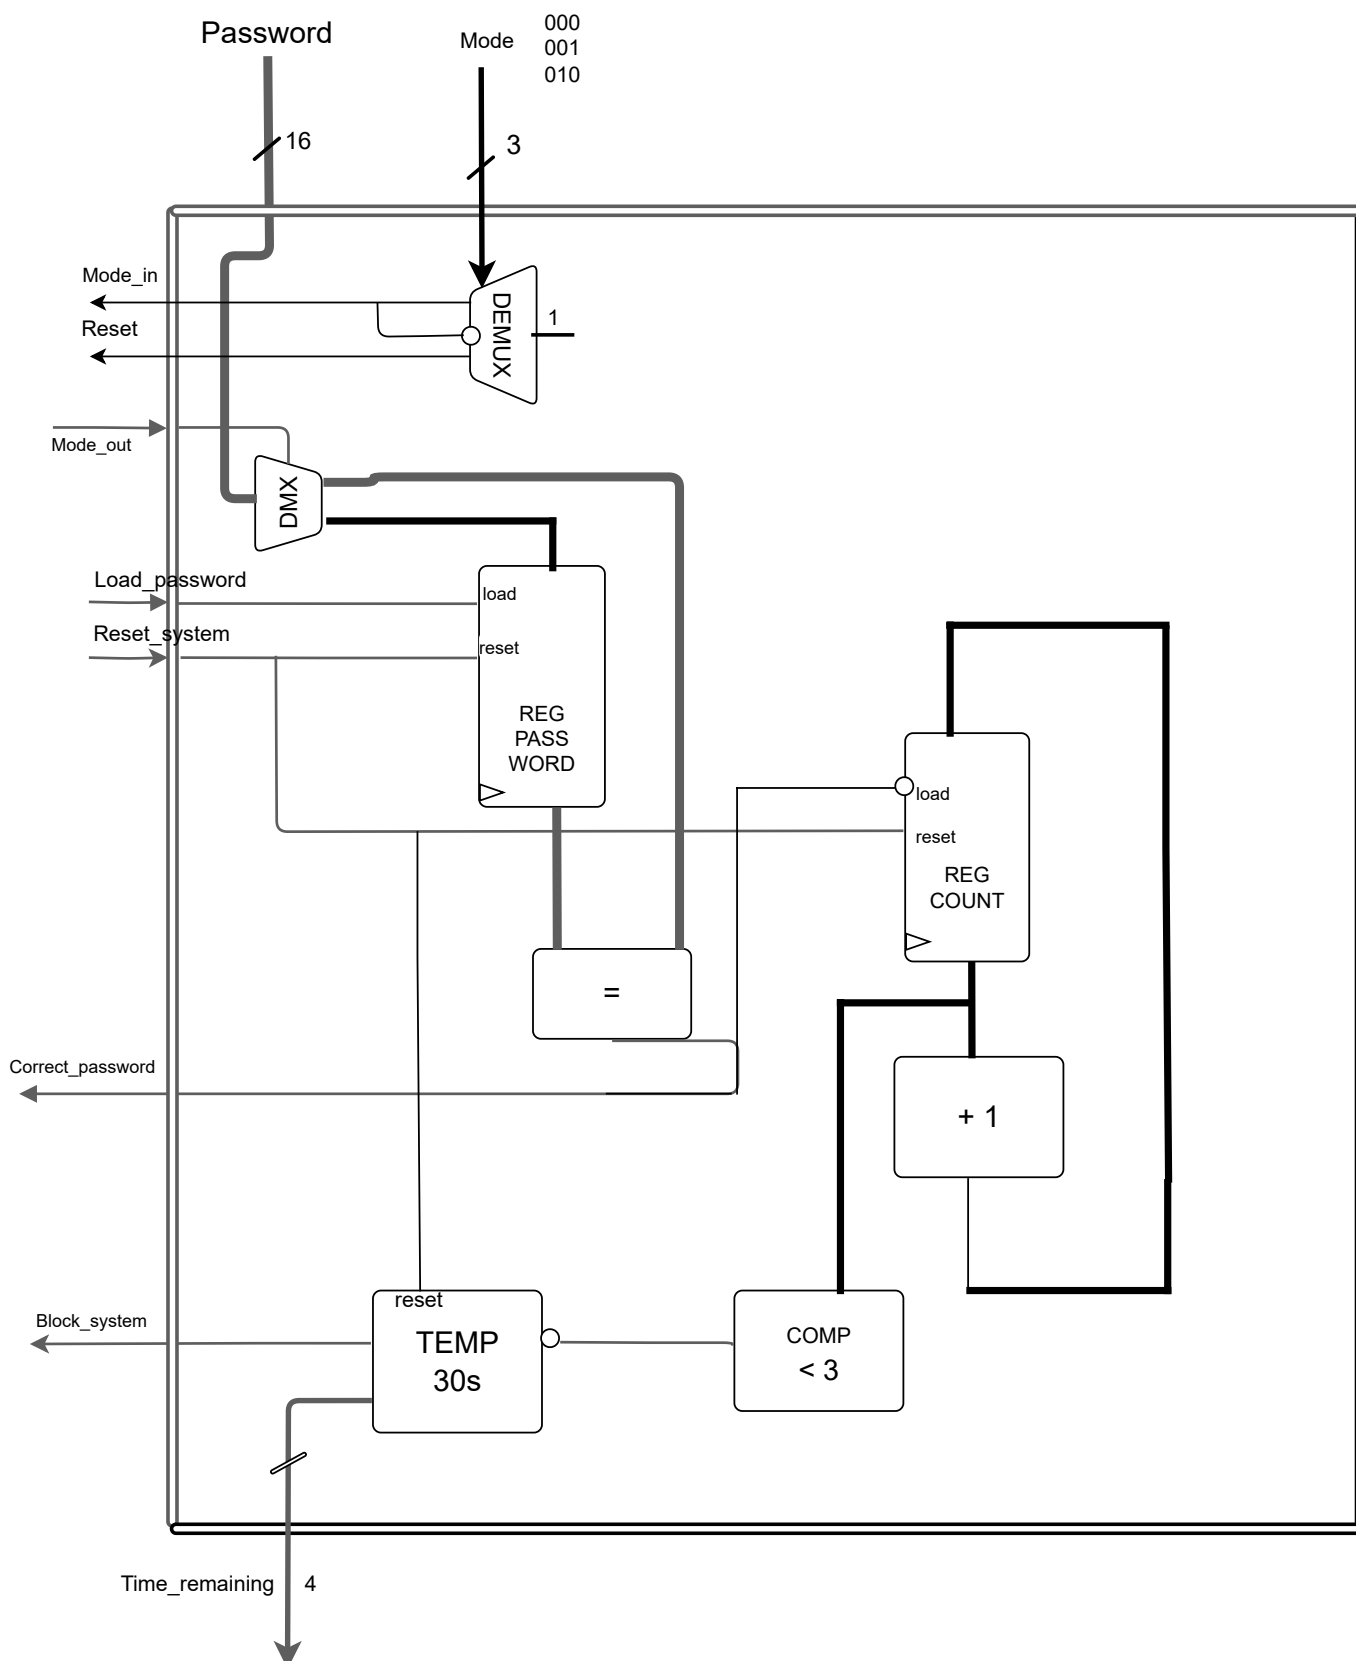 Password
Mode
000
001
010
16
3
Mode_in
Reset
DEMUX
1
Mode_out
DMX
Load_password
load
Reset_system
reset
REG
PASS
WORD
load
reset
REG
COUNT
=
Correct_password
+ 1
reset
Block_system
TEMP
30s
COMP
< 3
Time_remaining
4